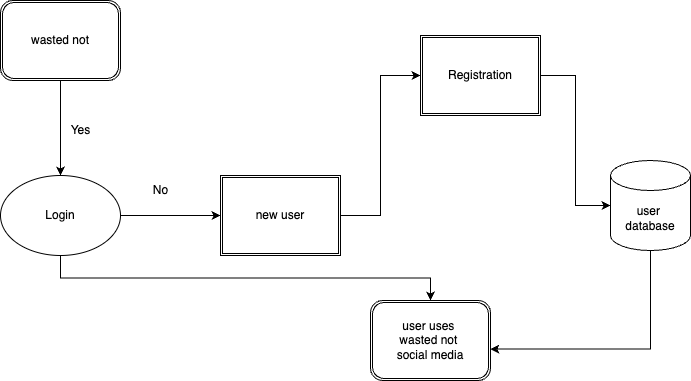 wasted not
Registration
Yes
No
Login
new user
user
database
user uses
wasted not
social media